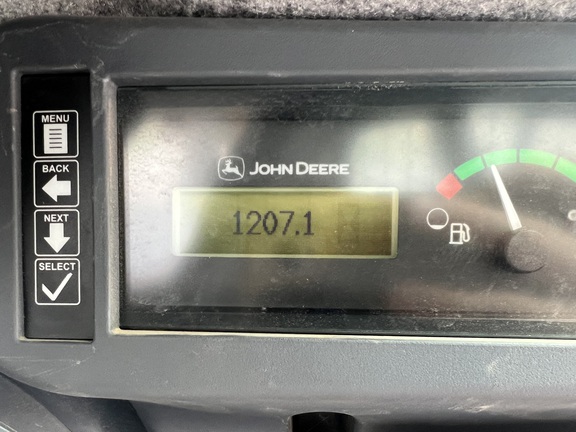 MENU
BACK
NEXT
SELECT
JOHN DEERE
1207.1